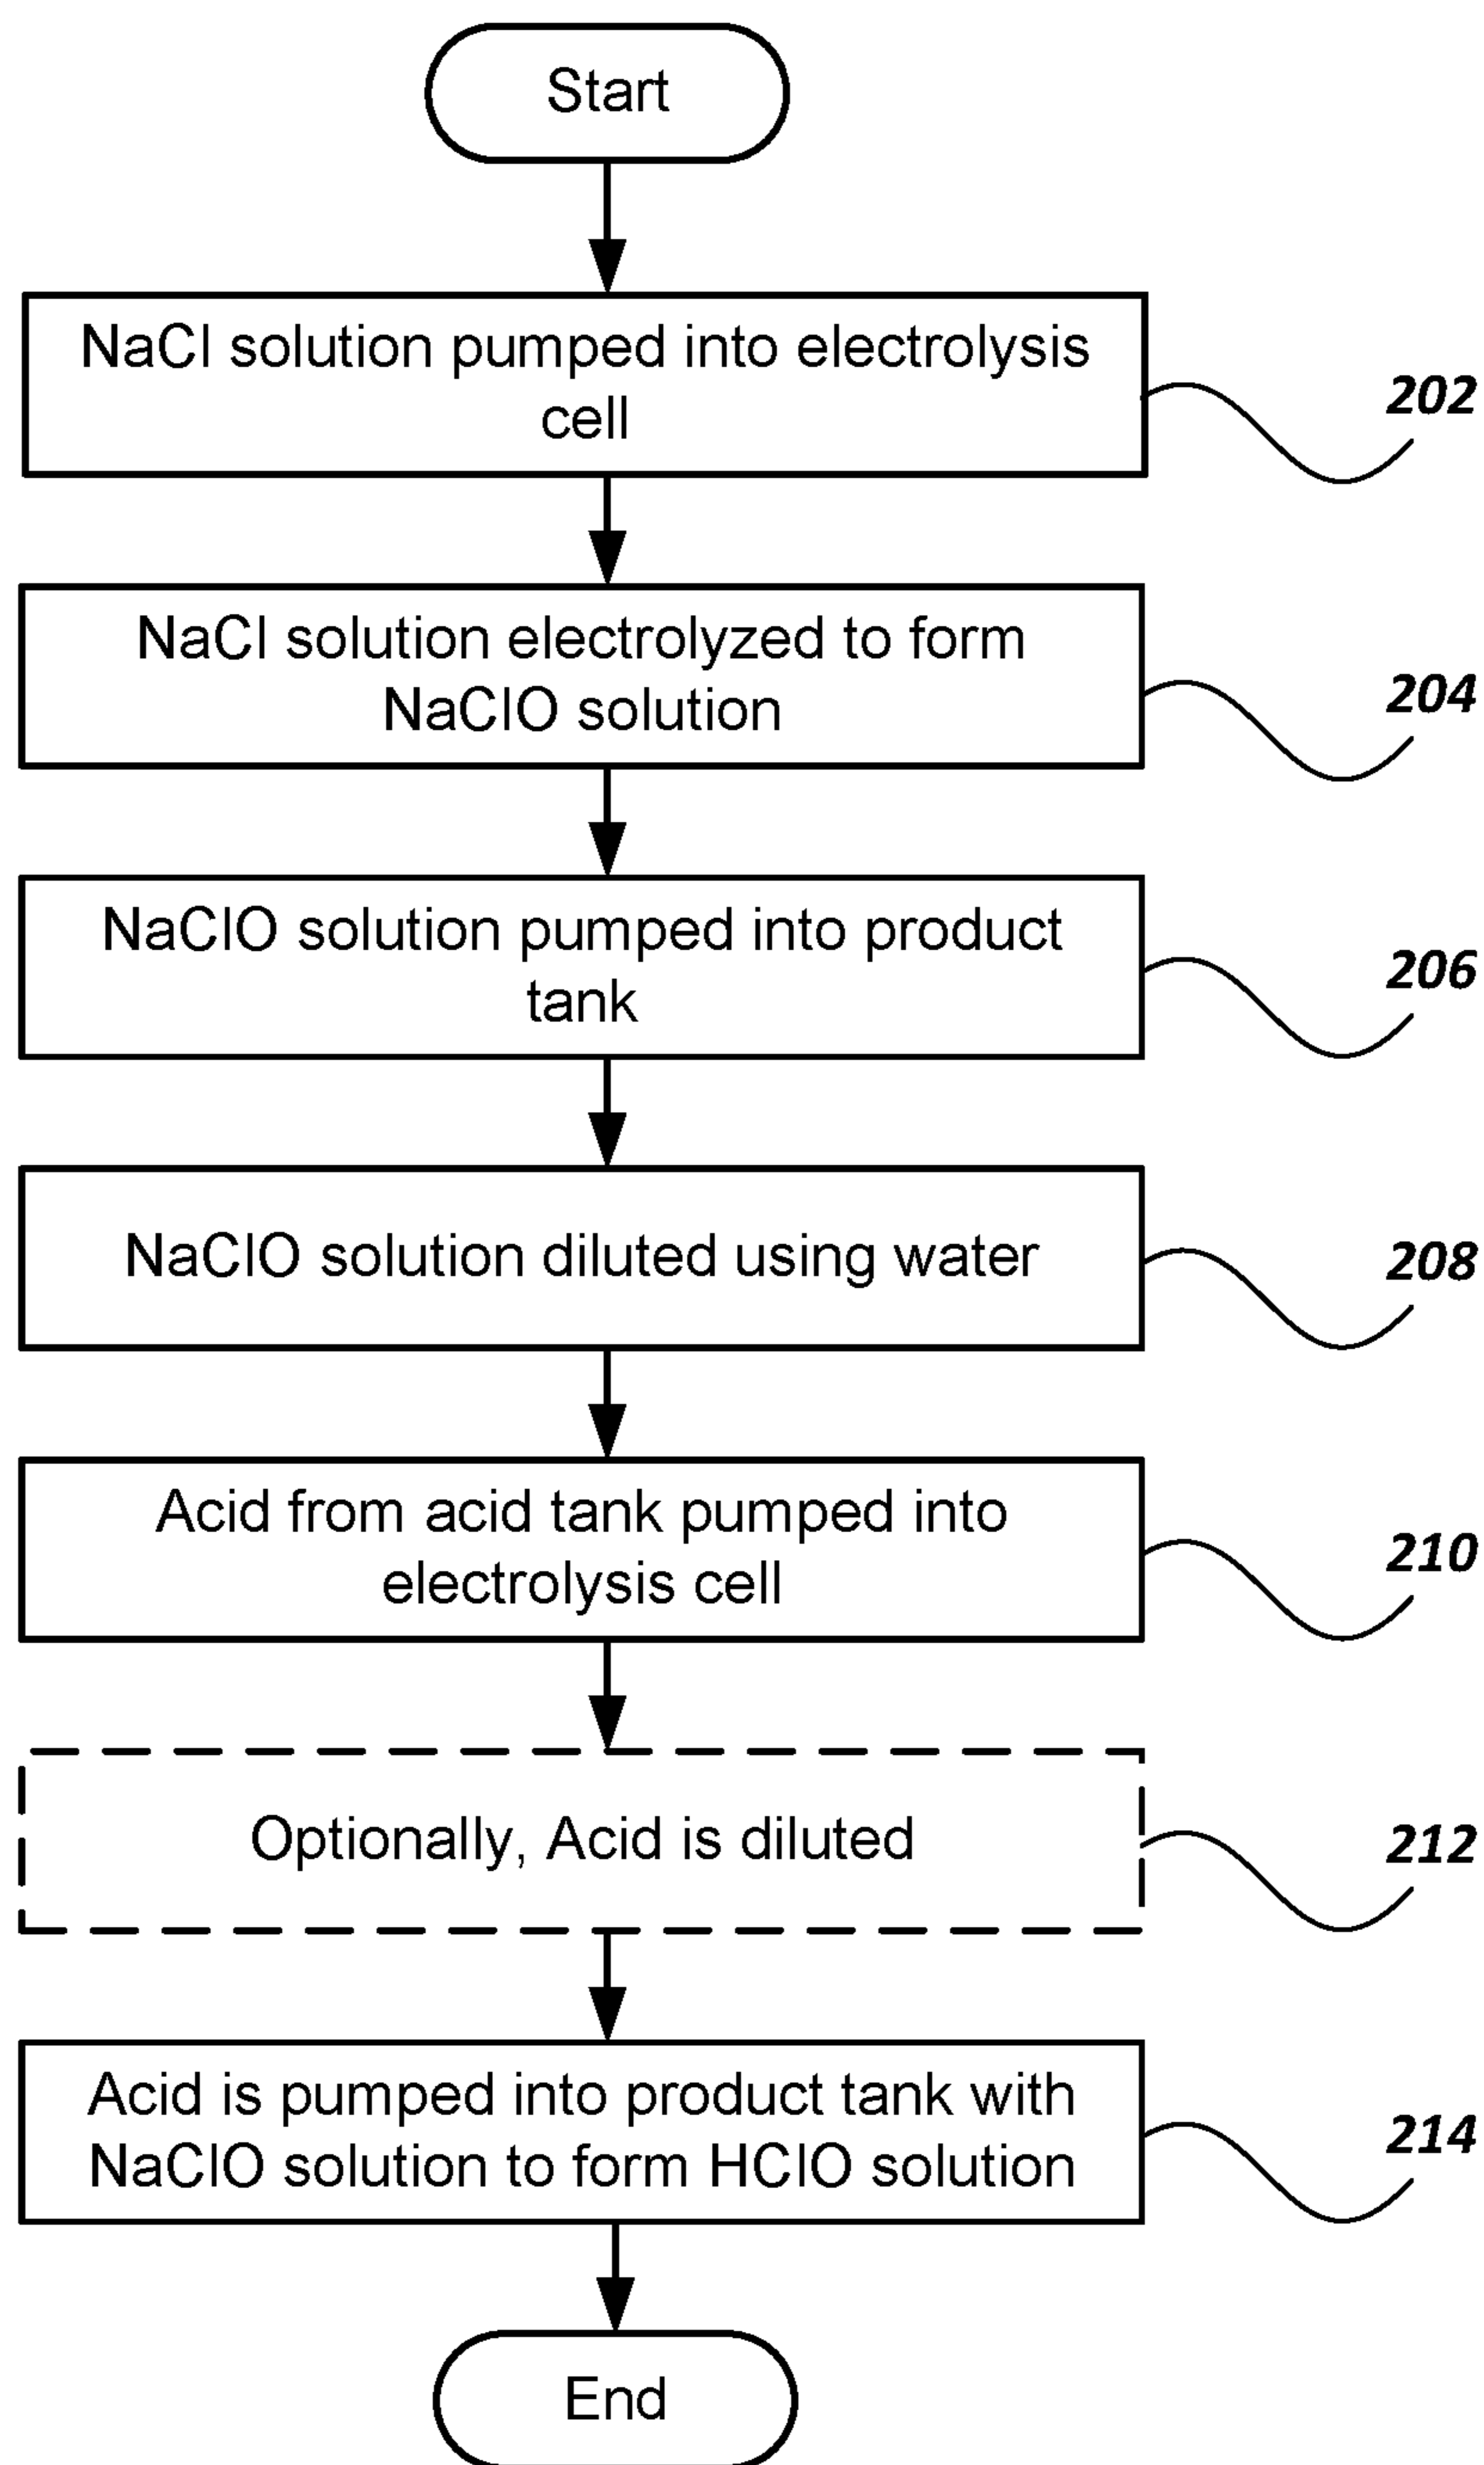 Start
NaCl solution pumped into electrolysis
cell
202
NaCl solution electrolyzed to form
NaClO solution
204
NaClO solution pumped into product
tank
206
NaClO solution diluted using water
208
Acid from acid tank pumped into
electrolysis cell
210
Optionally, Acid is diluted
212
Acid is pumped into product tank with
NaClO solution to form HClO solution
214
End